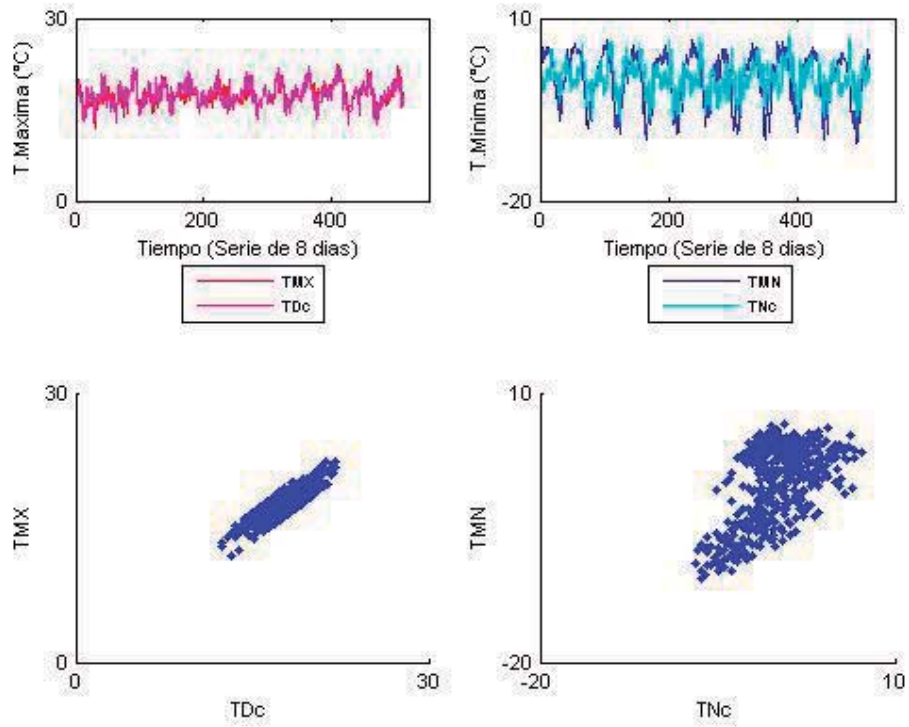 30
T.Maxima (°C)
0
0 200 400
Tiempo (Serie de 8 dias)
TMX
TDc
10
T.Mínima (°C)
-20
0 200 400
Tiempo (Serie de 8 dias)
TMN
TNc
30
TMX
0
0 30
TDc
10
TMN
-20
-20 10
TNc